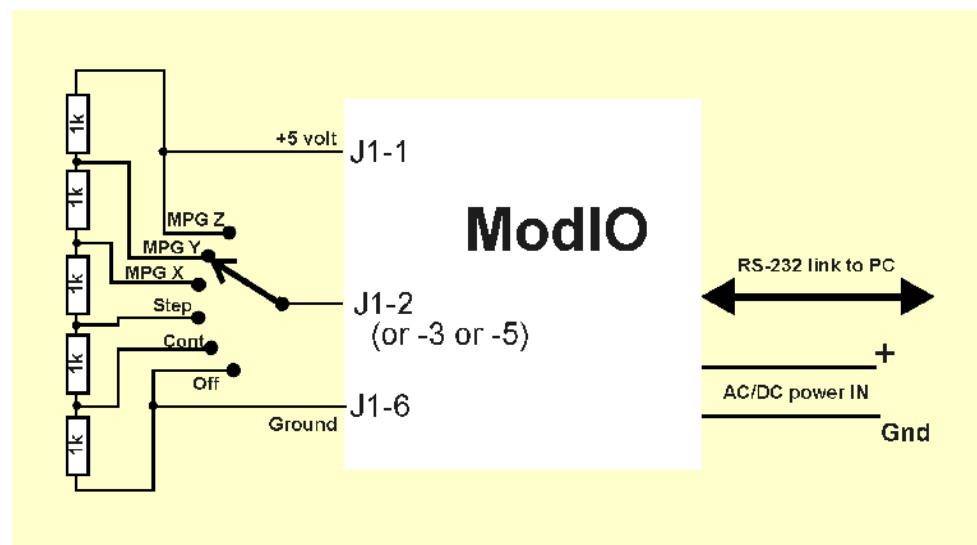 1k
1k
1k
1k
1k
+5 volt
J1-1
MPG Z
MPG Y
MPG X
Step
Cont
Off
J1-2
(or -3 or -5)
J1-6
Ground
ModIO
RS-232 link to PC
+
AC/DC power IN
Gnd